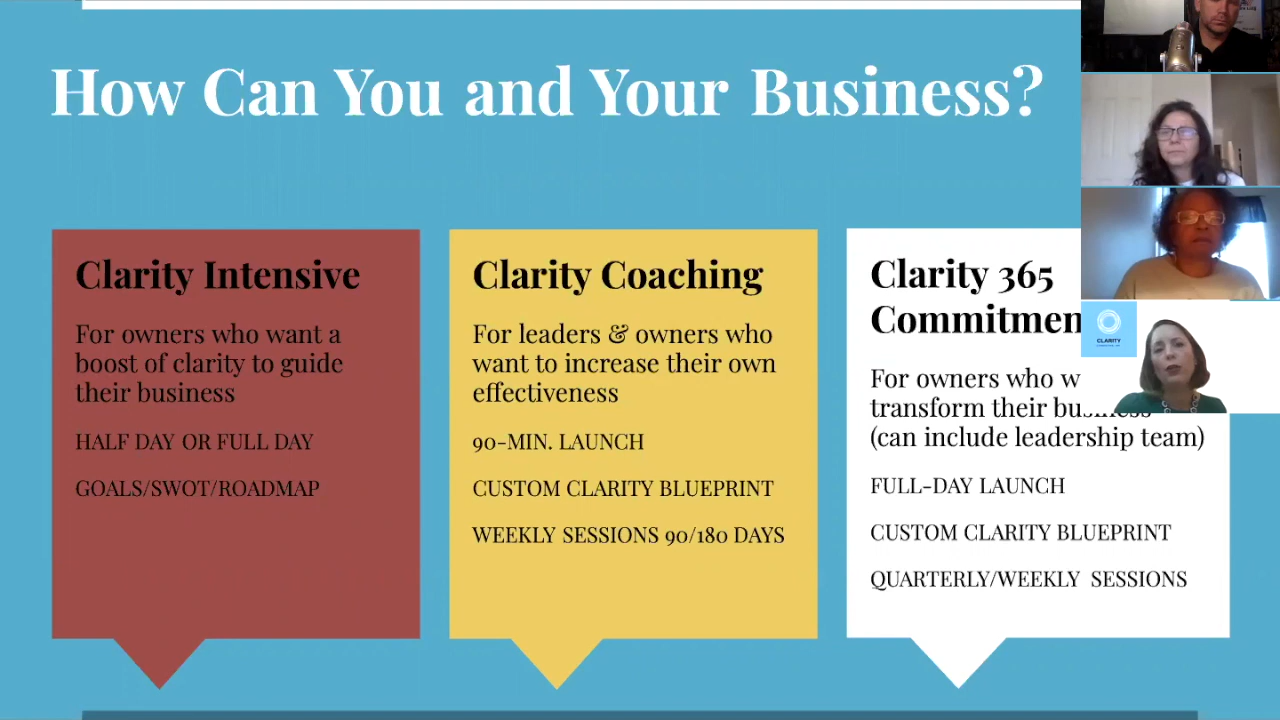 How Can You and Your Business?
Clarity Intensive
For owners who want a
boost of clarity to guide
their business
HALF DAY OR FULL DAY
GOALS/SWOT/ROADMAP
Clarity Coaching
For leaders & owners who
want to increase their own
effectiveness
90-MIN. LAUNCH
CUSTOM CLARITY BLUEPRINT
WEEKLY SESSIONS 90/180 DAYS
Clarity 365
Commitmen
For owners who w
transform their business
(can include leadership team)
FULL-DAY LAUNCH
CUSTOM CLARITY BLUEPRINT
QUARTERLY/WEEKLY SESSIONS
CLARITY